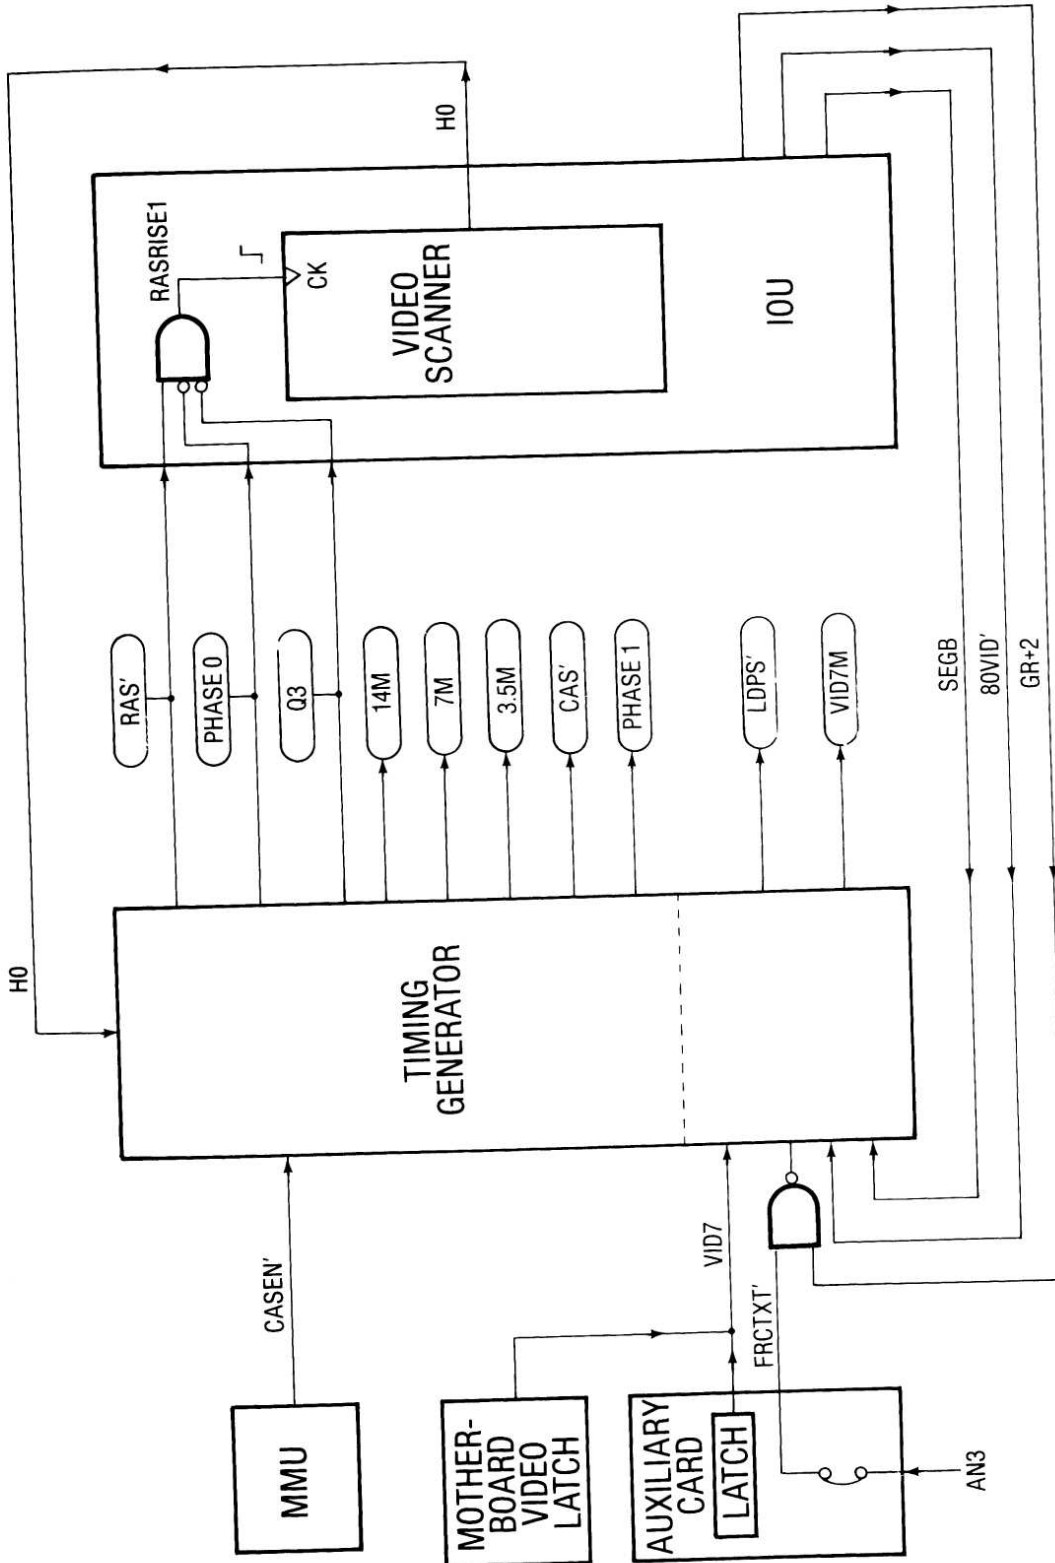 H0
H0
RASRISE1
CK
VIDEO
SCANNER
IOU
RAS'
PHASE 0
Q3
14M
7M
3.5M
CAS'
PHASE 1
LDPS'
VID7M
SEGB
80VID'
GR+2
TIMING
GENERATOR
CASEN'
VID7
FRCTXT'
MMU
MOTHER-
BOARD
VIDEO
LATCH
AUXILIARY
CARD
LATCH
AN3